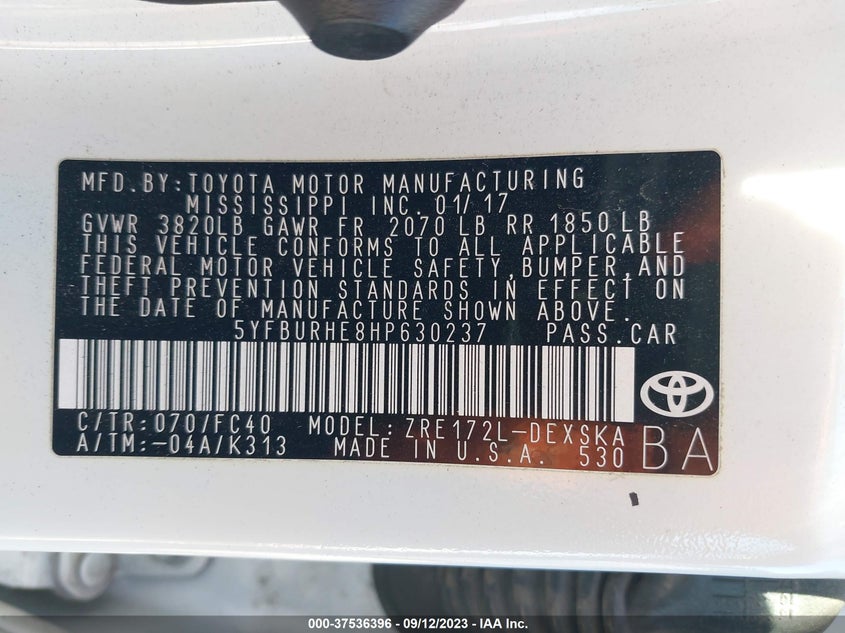 MFD.BY:TOYOTA MOTOR MANUFACTURING
MISSISSIPPI INC. 01/17
GVWR 3820LB GAWR FR 2070 LB RR 1850LB
THIS VEHICLE CONFORMS TO ALL APPLICABLE
FEDERAL MOTOR VEHICLE SAFETY,BUMPER,AND
THEFT PREVENTION STANDARDS IN EFFECT ON
THE DATE OF MANUFACTURE SHOWN ABOVE.
5YFBURHE8HP630237 PASS.CAR
C/TR:070/FC40 MODEL:ZRE172L-DEXSKA
A/TM:-04A/K313 MADE IN U.S.A. 530
BA
000-37536396 - 09/12/2023 - IAA Inc.